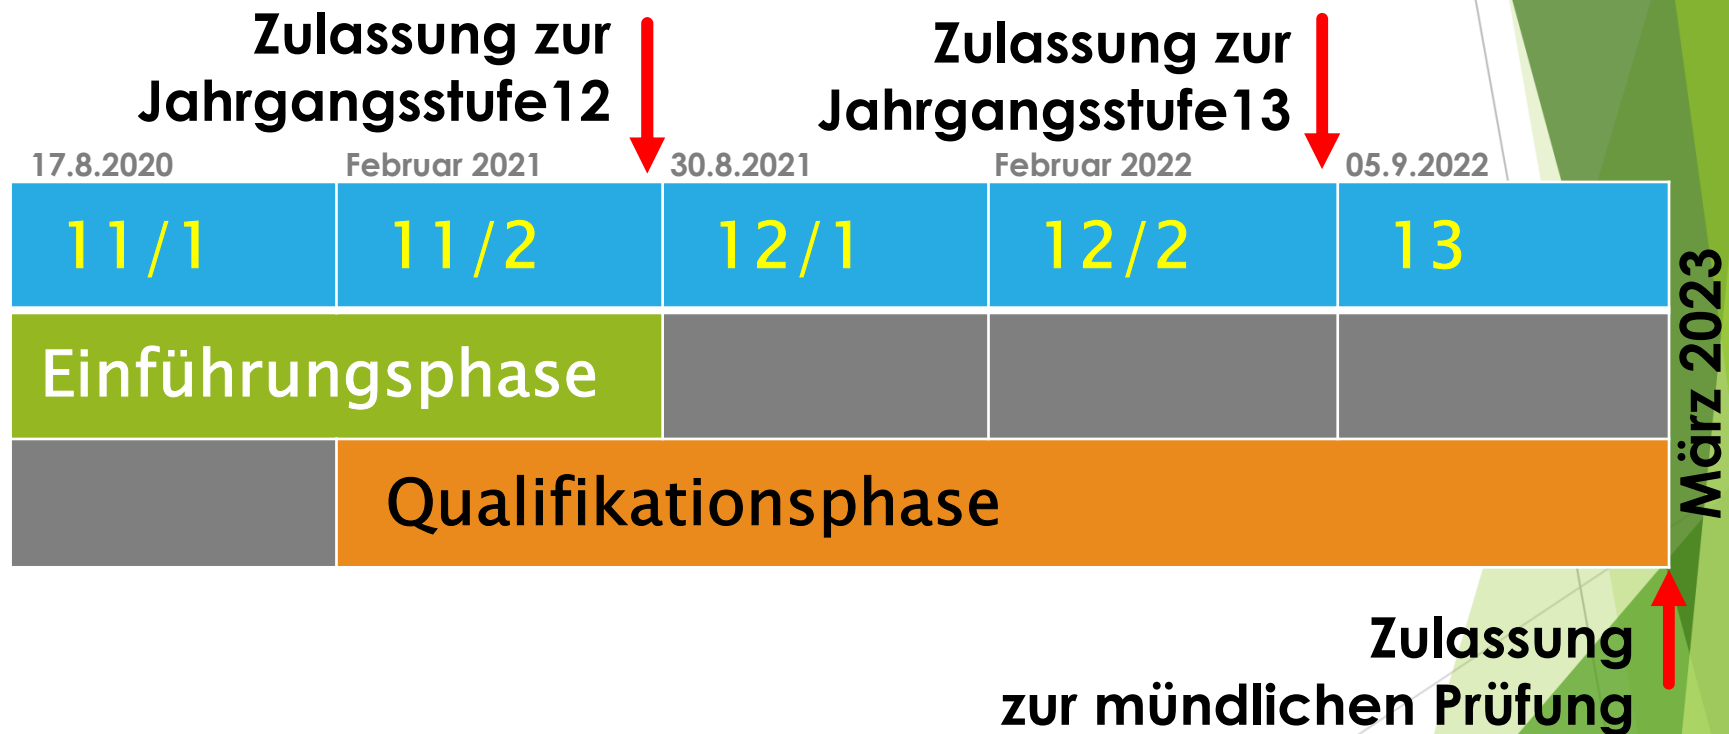 Zulassung zur
Jahrgangsstufe12
Zulassung zur
Jahrgangsstufe13
17.8.2020
Februar 2021
30.8.2021
Februar 2022
05.9.2022
11/1
11/2
12/1
12/2
13
Einführungsphase
Qualifikationsphase
März 2023
Zulassung
zur mündlichen Prüfung